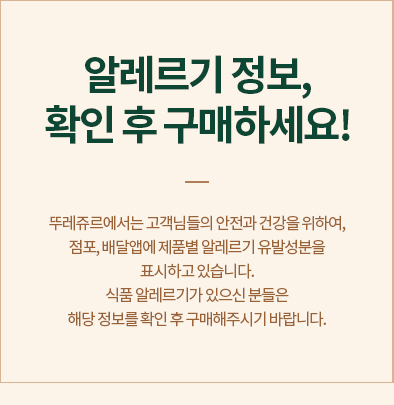 알레르기 정보,
확인 후 구매하세요!
뚜레쥬르에서는 고객님들의 안전과 건강을 위하여,
점포, 배달앱에 제품별 알레르기 유발성분을
표시하고 있습니다.
식품 알레르기가 있으신 분들은
해당 정보를 확인 후 구매해주시기 바랍니다.